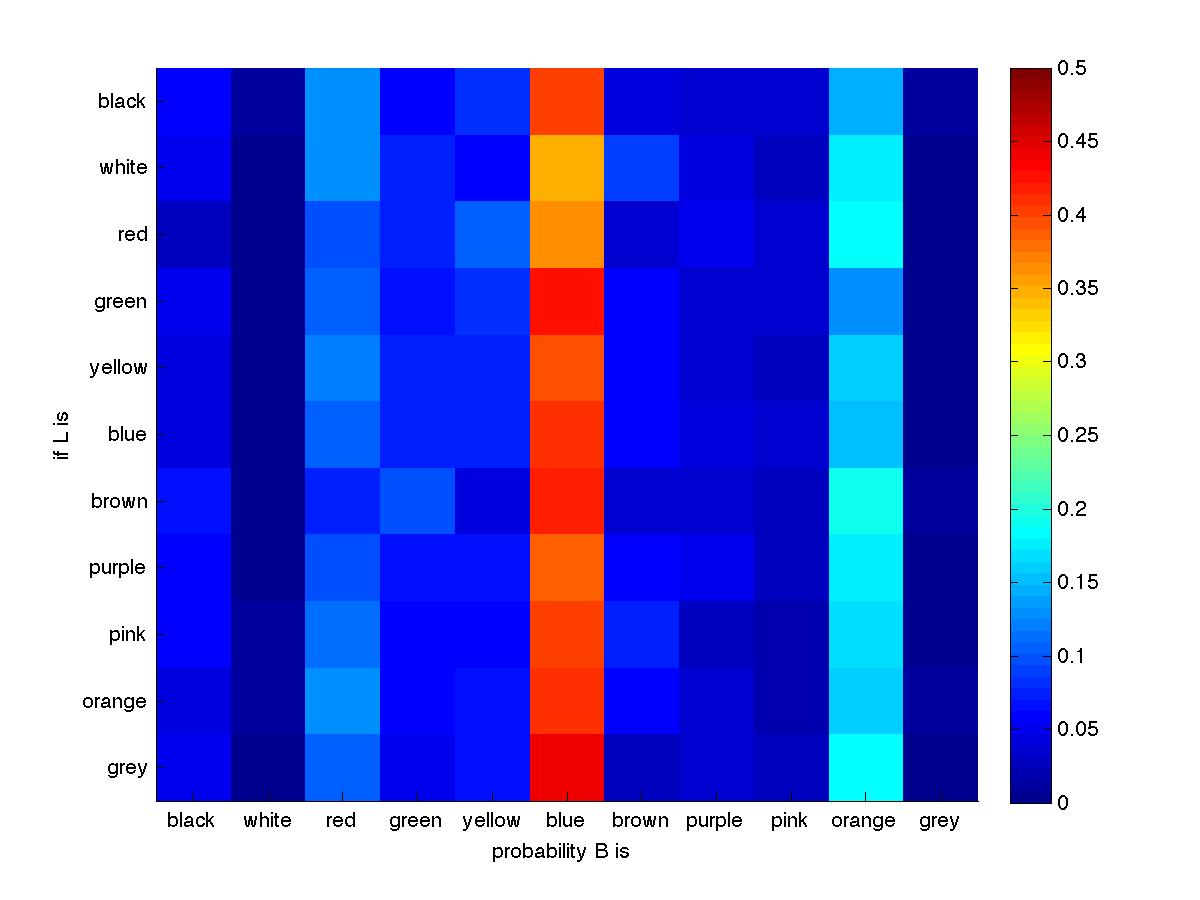 black
white
red
green
yellow
blue
brown
purple
pink
orange
grey
if L is
black white red green yellow blue brown purple pink orange grey
probability B is
0.5
0.45
0.4
0.35
0.3
0.25
0.2
0.15
0.1
0.05
0